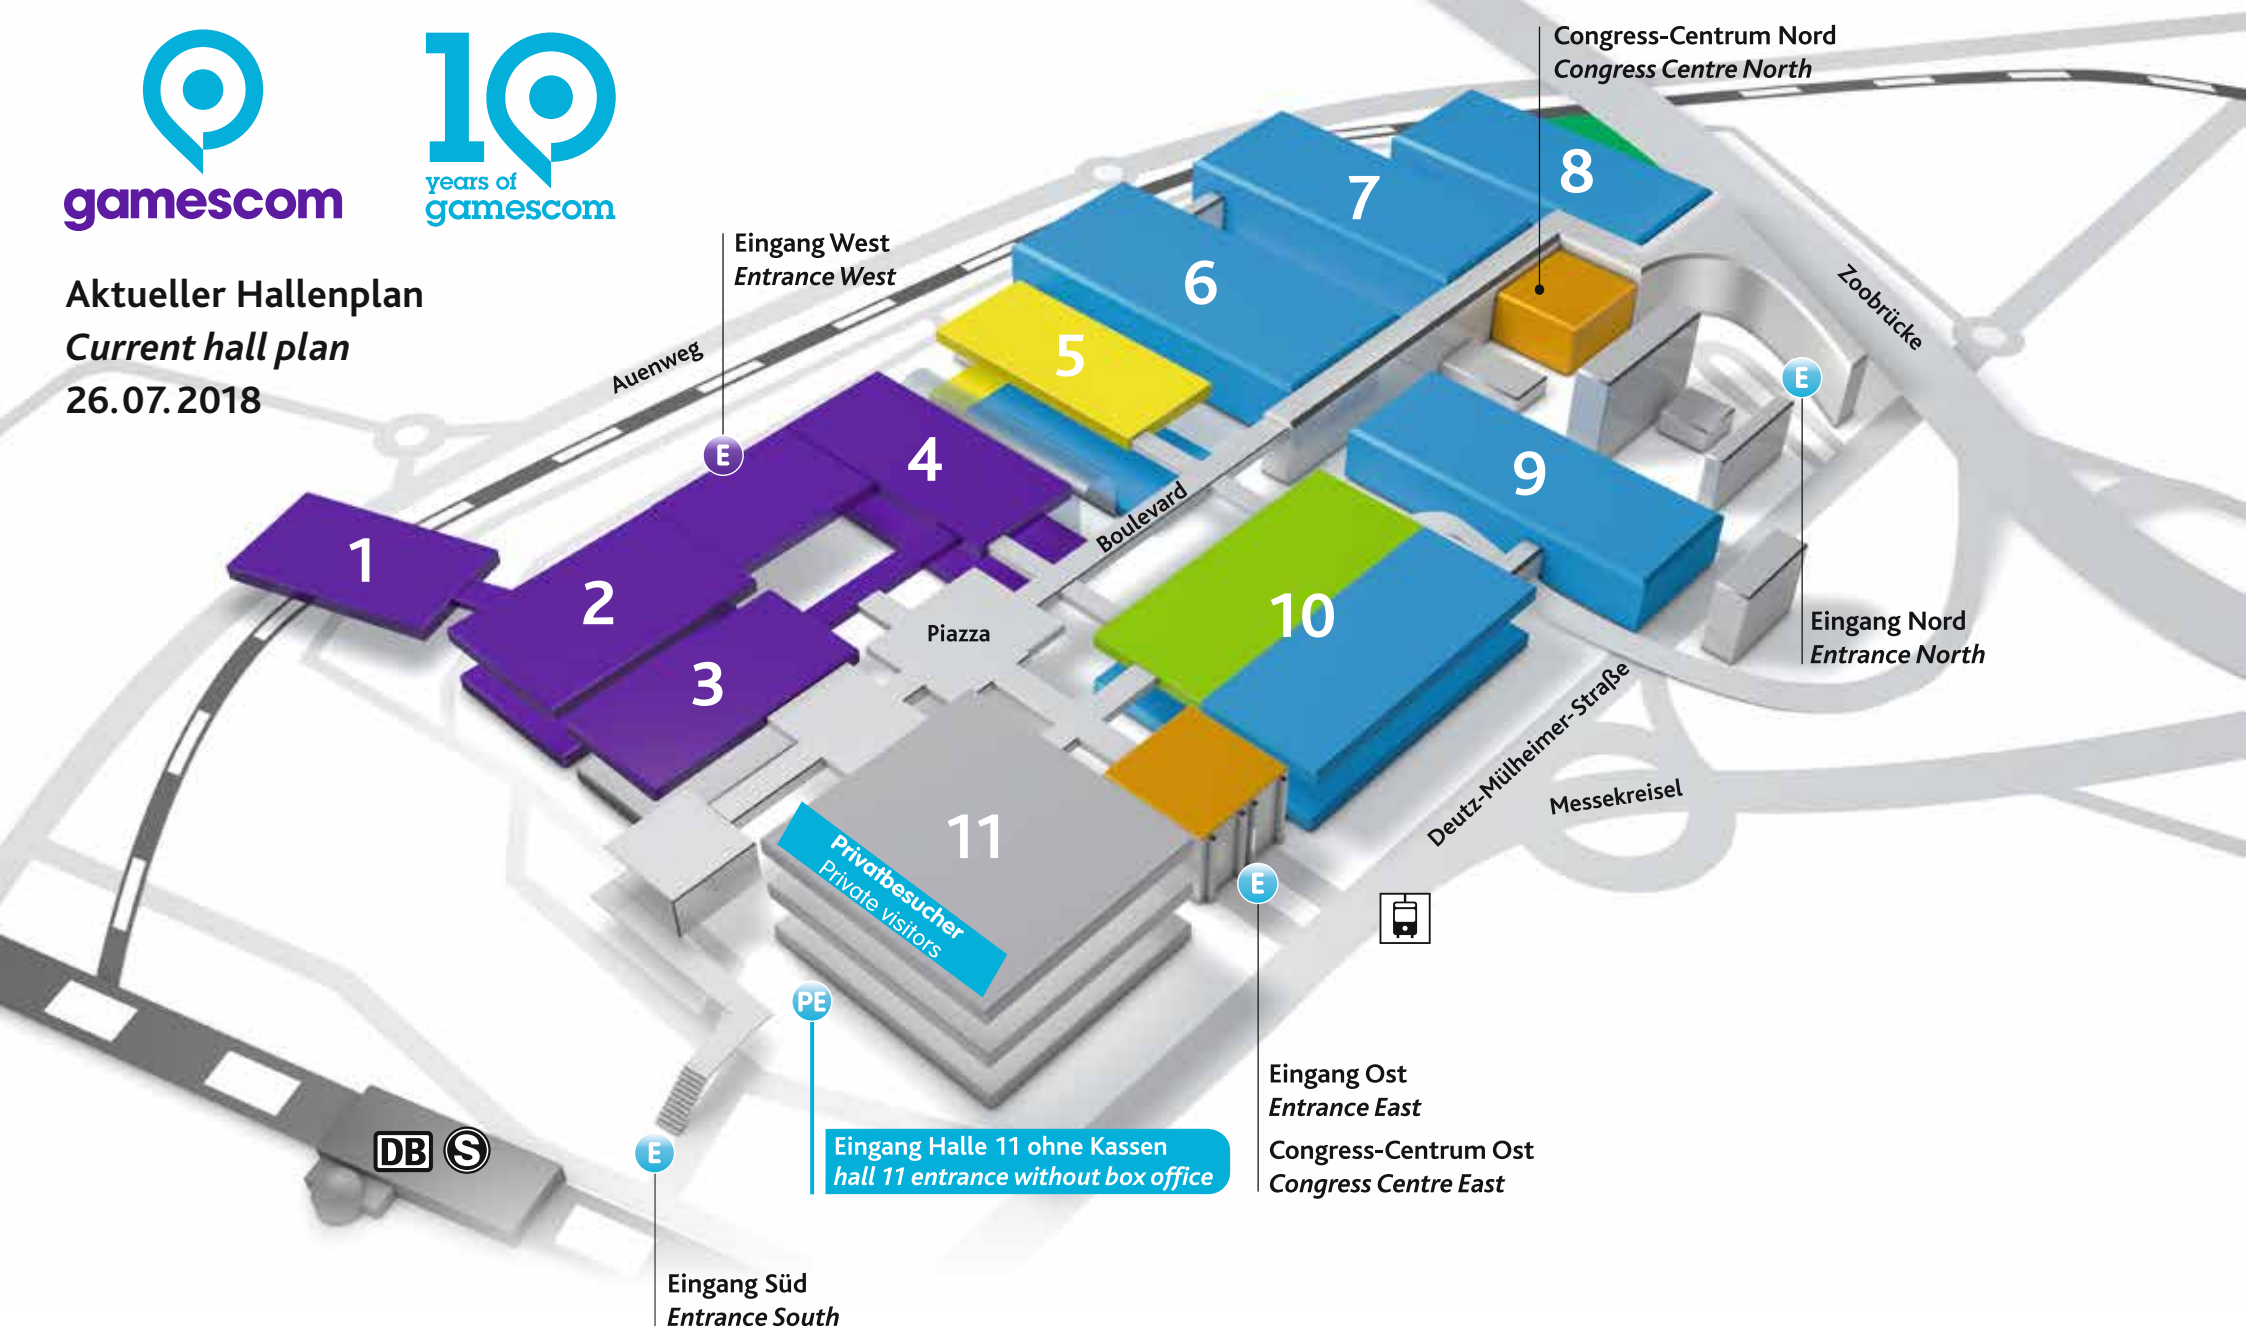 gamescom
10
years of
gamescom
Aktueller Hallenplan
Current hall plan
26.07.2018
Congress-Centrum Nord
Congress Centre North
Eingang West
Entrance West
Auenweg
Zoobrücke
E
E
1
2
3
4
5
6
7
8
9
10
11
Boulevard
Piazza
Eingang Nord
Entrance North
Deutz-Mülheimer-Straße
Messekreisel
Privatbesucher
Private visitors
E
PE
Eingang Ost
Entrance East
Congress-Centrum Ost
Congress Centre East
Eingang Halle 11 ohne Kassen
hall 11 entrance without box office
DB
S
E
Eingang Süd
Entrance South